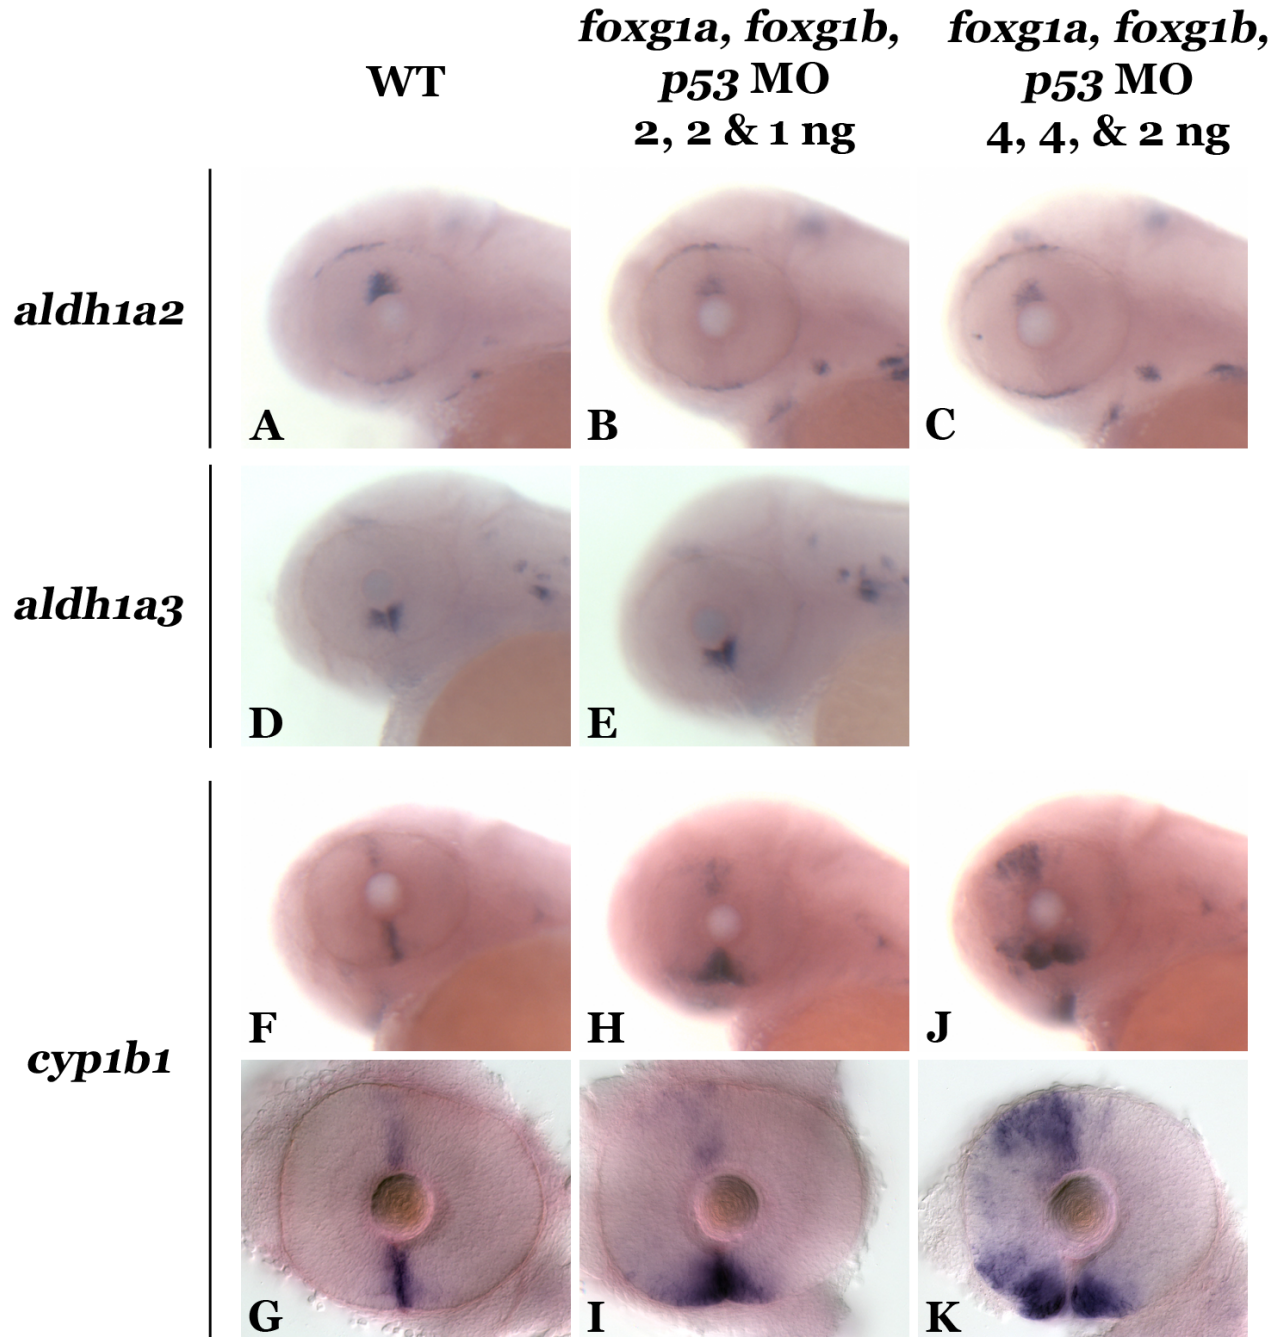 WT
foxg1a, foxg1b,
p53 MO
2, 2 & 1 ng
foxg1a, foxg1b,
p53 MO
4, 4, & 2 ng
aldh1a2
A
B
C
aldh1a3
D
E
cyp1b1
F
H
J
G
I
K